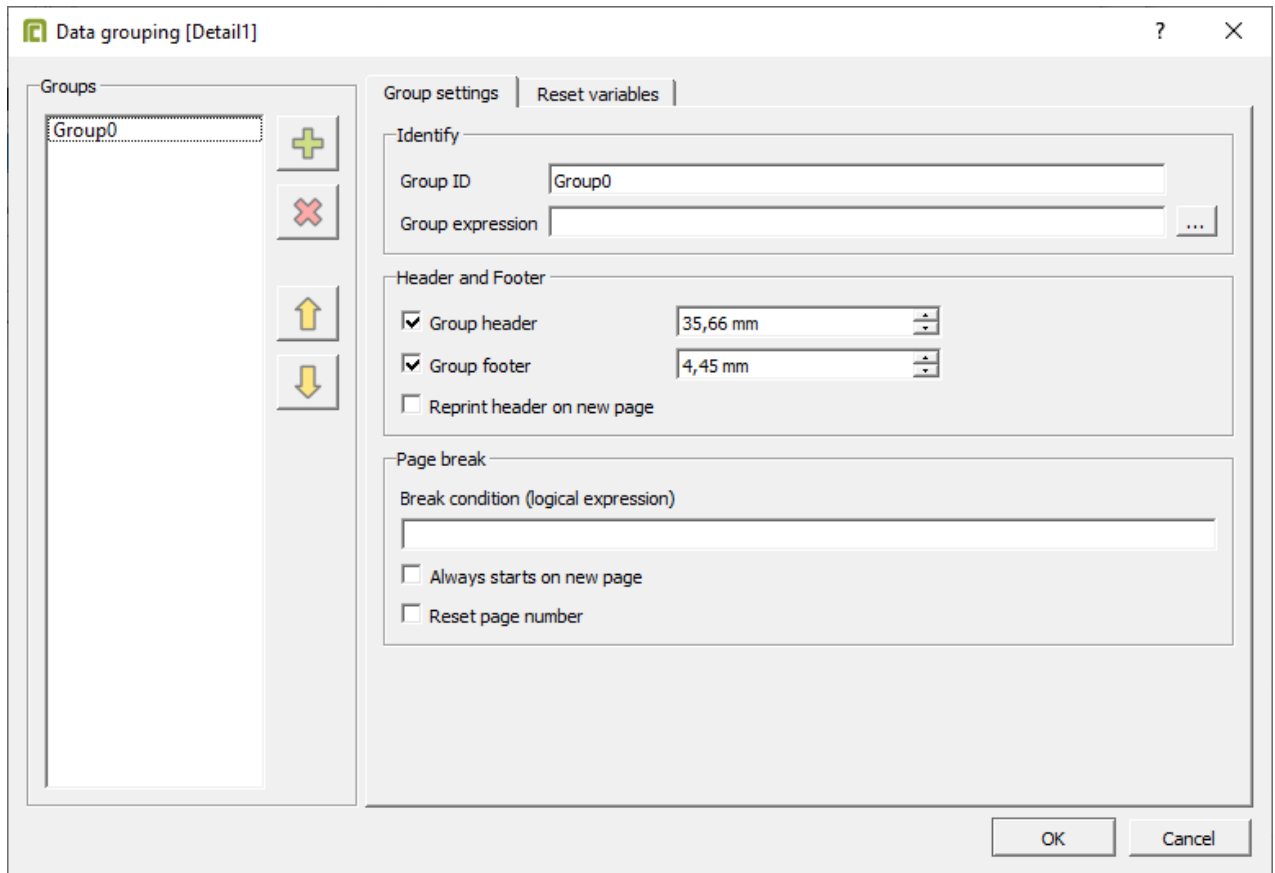 Data grouping [Detail1]
?
Groups
Group0
Group settings
Reset variables
Identify
Group ID
Group0
Group expression
...
Header and Footer
Group header
35,66 mm
Group footer
4,45 mm
Reprint header on new page
Page break
Break condition (logical expression)
Always starts on new page
Reset page number
OK
Cancel